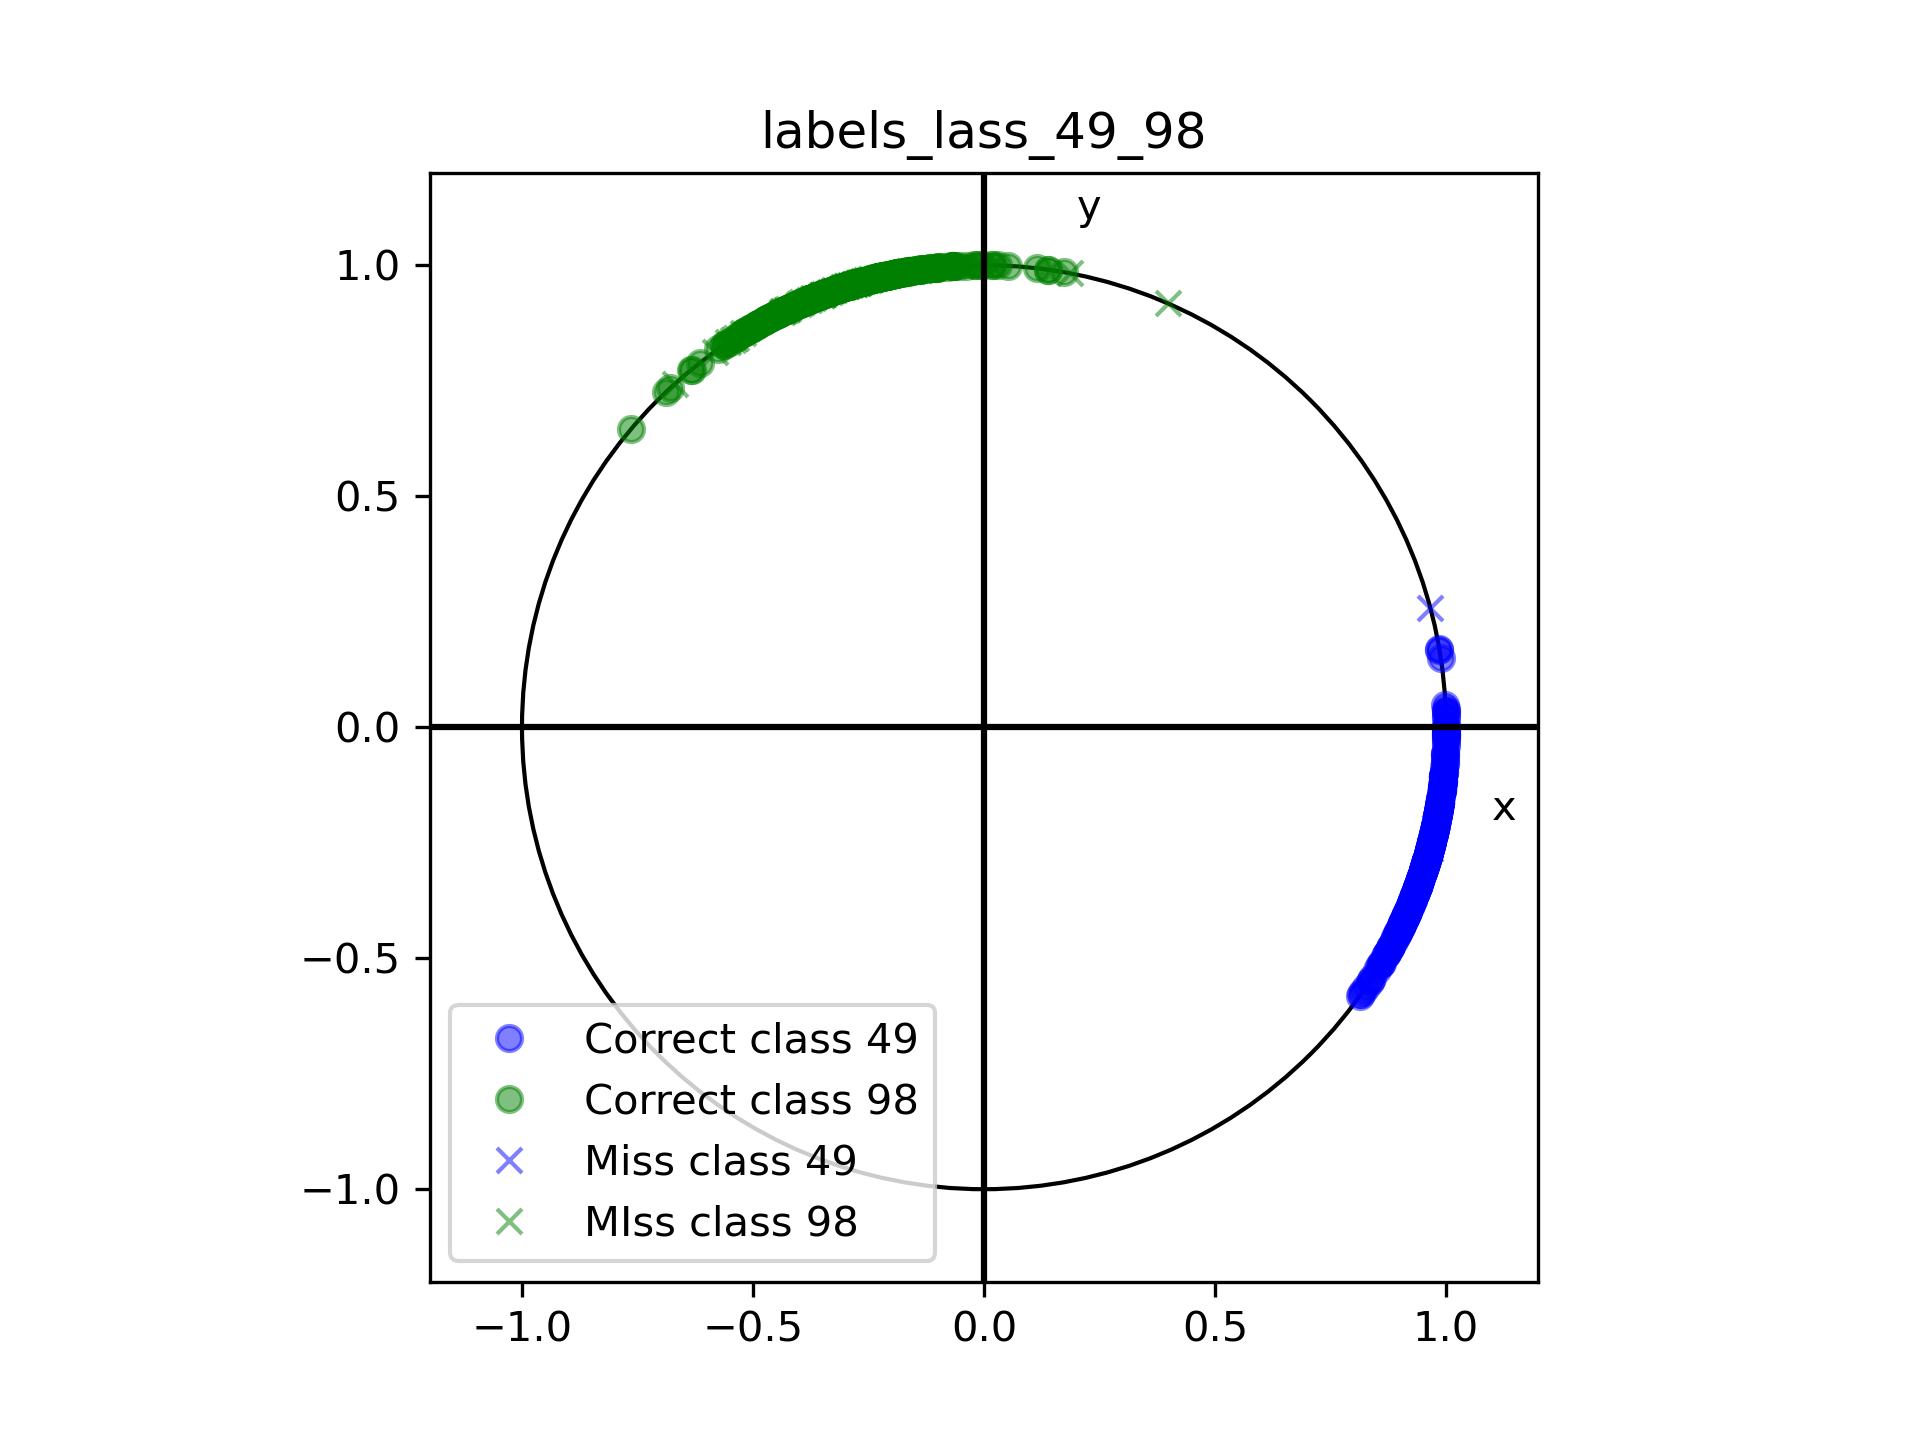 labels_lass_49_98
y
1.0
0.5
0.0
x
−0.5
−1.0
Correct class 49
Correct class 98
Miss class 49
MIss class 98
−1.0 −0.5 0.0 0.5 1.0